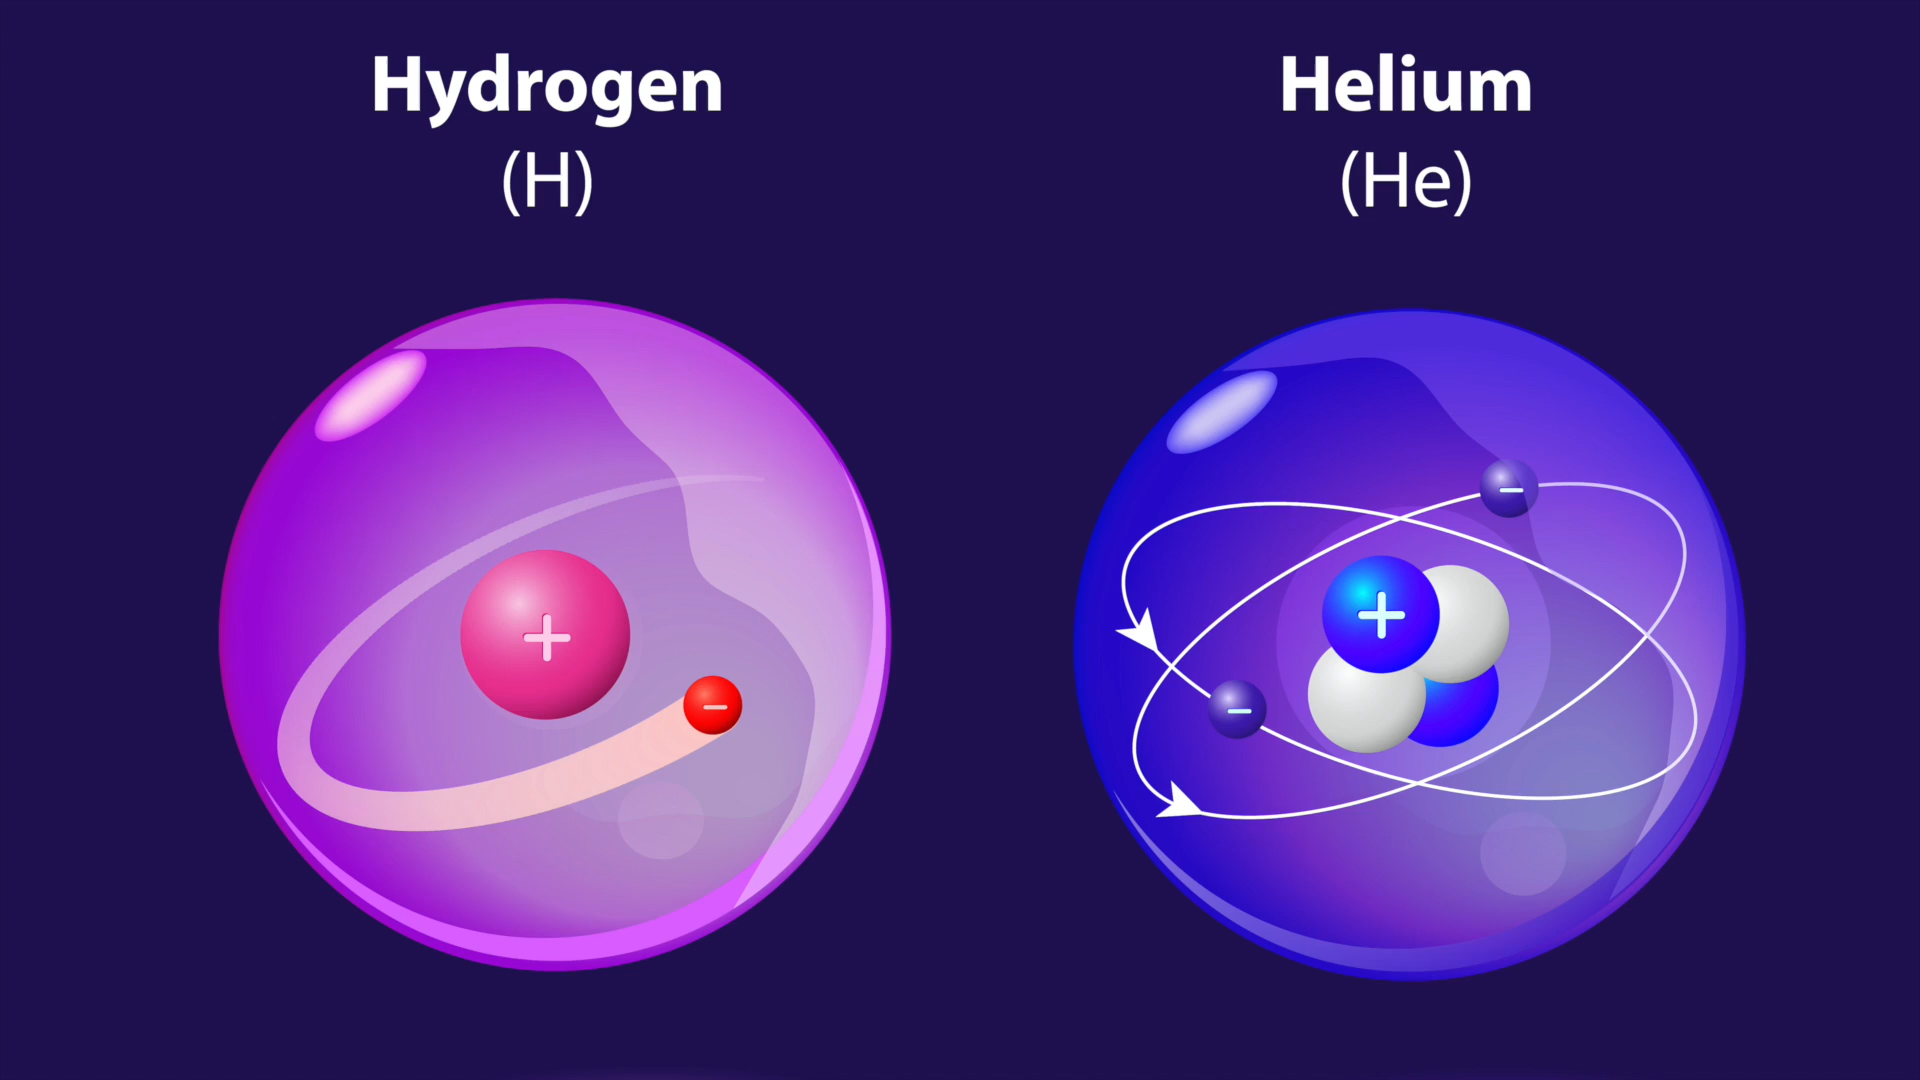 Hydrogen
(H)
Helium
(He)
+
−
−
+
−